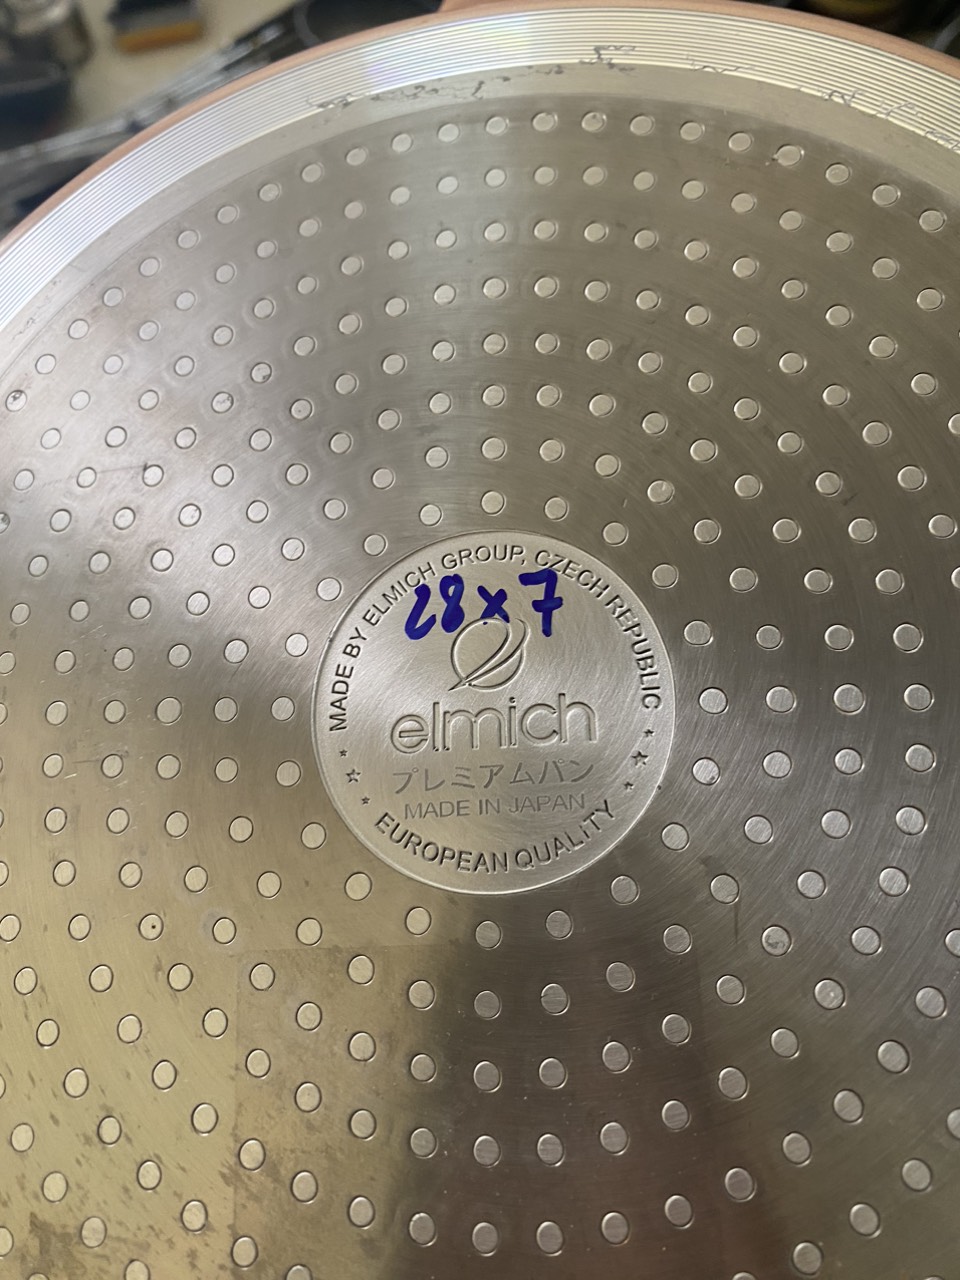 MADE BY ELMICH GROUP, CZECH REPUBLIC
28x7
elmich
プレミアムパン
MADE IN JAPAN
EUROPEAN QUALiTY